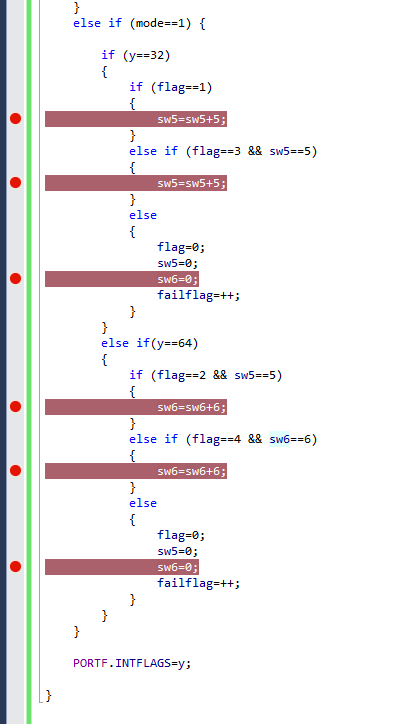 }
else if (mode==1) {
if (y==32)
{
if (flag==1)
{
sw5=sw5+5;
}
else if (flag==3 && sw5==5)
{
sw5=sw5+5;
}
else
{
flag=0;
sw5=0;
sw6=0;
failflag=++;
}
}
else if(y==64)
{
if (flag==2 && sw5==5)
{
sw6=sw6+6;
}
else if (flag==4 && sw6==6)
{
sw6=sw6+6;
}
else
{
flag=0;
sw5=0;
sw6=0;
failflag=++;
}
}
}
PORTF.INTFLAGS=y;
}